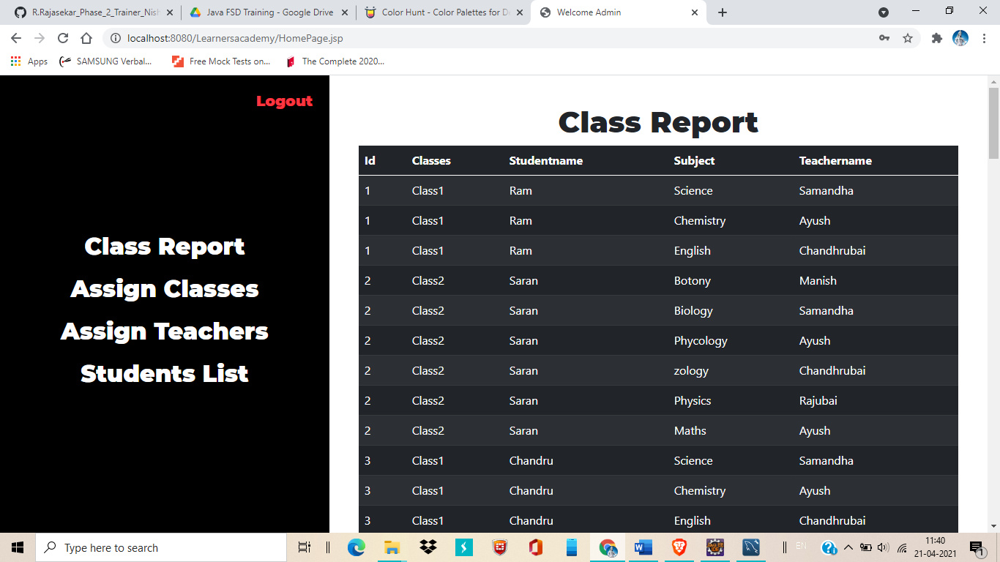 R.Rajasekar_Phase_2_Trainer_Nish
Java FSD Training - Google Drive
Color Hunt - Color Palettes for De
Welcome Admin
localhost:8080/Learnersacademy/HomePage.jsp
Apps
SAMSUNG Verbal...
Free Mock Tests on...
The Complete 2020...
Logout
Class Report
Assign Classes
Assign Teachers
Students List
Class Report
Id Classes Studentname Subject Teachername
1 Class1 Ram Science Samandha
1 Class1 Ram Chemistry Ayush
1 Class1 Ram English Chandhrubai
2 Class2 Saran Botony Manish
2 Class2 Saran Biology Samandha
2 Class2 Saran Phycology Ayush
2 Class2 Saran zology Chandhrubai
2 Class2 Saran Physics Rajubai
2 Class2 Saran Maths Ayush
3 Class1 Chandru Science Samandha
3 Class1 Chandru Chemistry Ayush
3 Class1 Chandru English Chandhrubai
Type here to search
EN
11:40
21-04-2021
1